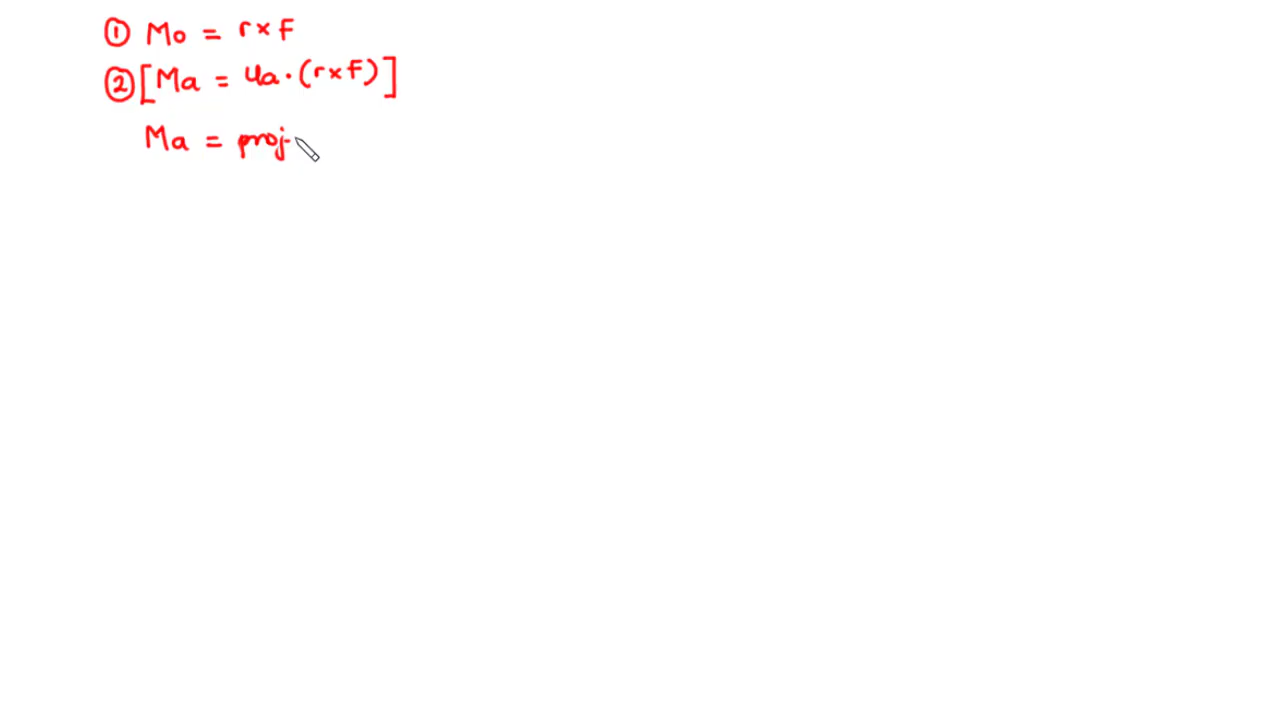 ① Mo = r×F
② [Ma = ua·(r×F)]
Ma = proj-